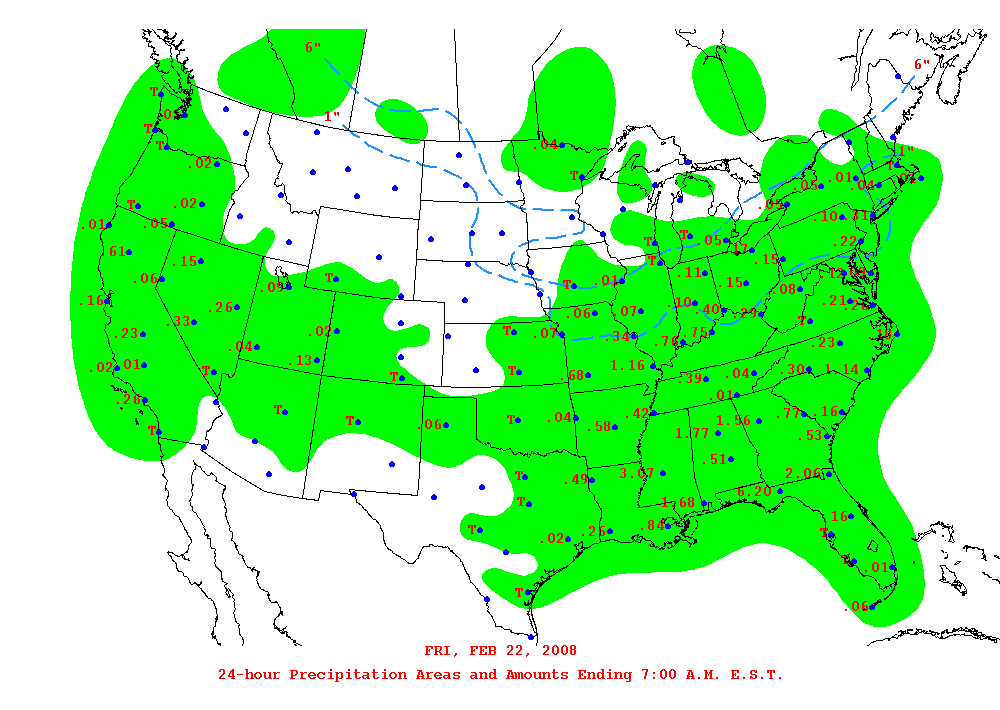 6"
6"
1"
T
.01
T
T
.04
1"
T
.02
T
.02
T
.01
.04
.05
.02
T
.05
.01
.05
.10
.31
.61
T
T
.05
.17
.22
.15
.15
T
.06
.11
T
.09
T
T
.01
.15
.08
.16
.26
.10
.40
.29
.21
.33
.06
.07
T
.23
.02
T
.07
.34
.75
.18
.04
.76
.23
.13
.02
.01
T
T
T
.68
1.16
.39
.04
.30
1.14
.26
.01
T
T
T
.06
.04
.58
.42
1.56
.77
.16
T
1.77
.53
.51
T
.49
3.07
2.06
T
1.68
6.20
T
.02
.26
.84
.16
T
.01
T
.06
FRI, FEB 22, 2008
24-hour Precipitation Areas and Amounts Ending 7:00 A.M. E.S.T.